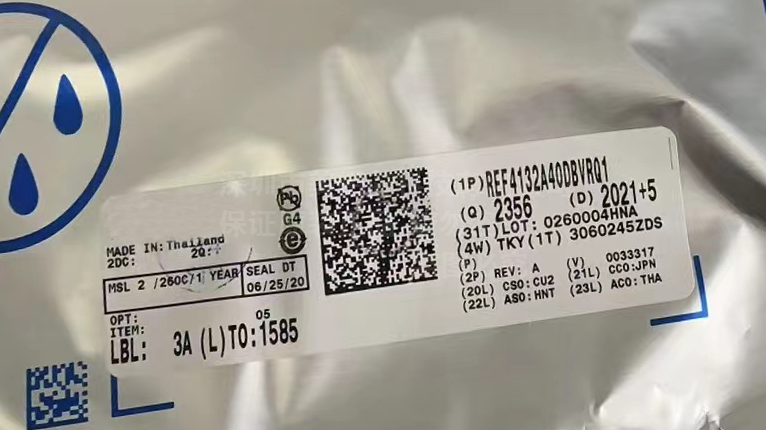 MADE IN: Thailand
2DC: 2Q:
MSL 2 /260C/1 YEAR SEAL DT
06/25/20
OPT: 05
ITEM:
LBL: 3A (L)TO:1585
Pb
G4
e
(1P) REF4132A40DBVRQ1
(Q) 2356 (D) 2021+5
(31T)LOT: 0260004HNA
(4W) TKY(1T) 3060245ZDS
(P)
(2P) REV: A (V) 0033317
(20L) CSO:CU2 (21L) CCO:JPN
(22L) ASO:HNT (23L) ACO:THA